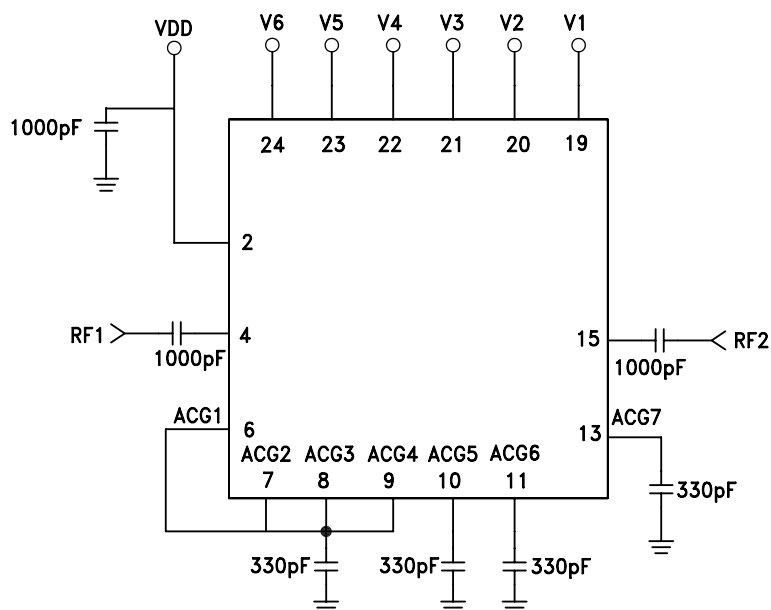 VDD V6 V5 V4 V3 V2 V1
1000pF
24 23 22 21 20 19
2
RF1 4
1000pF
15 RF2
1000pF
ACG1 6
13 ACG7
ACG2 ACG3 ACG4 ACG5 ACG6
7 8 9 10 11
330pF
330pF 330pF 330pF